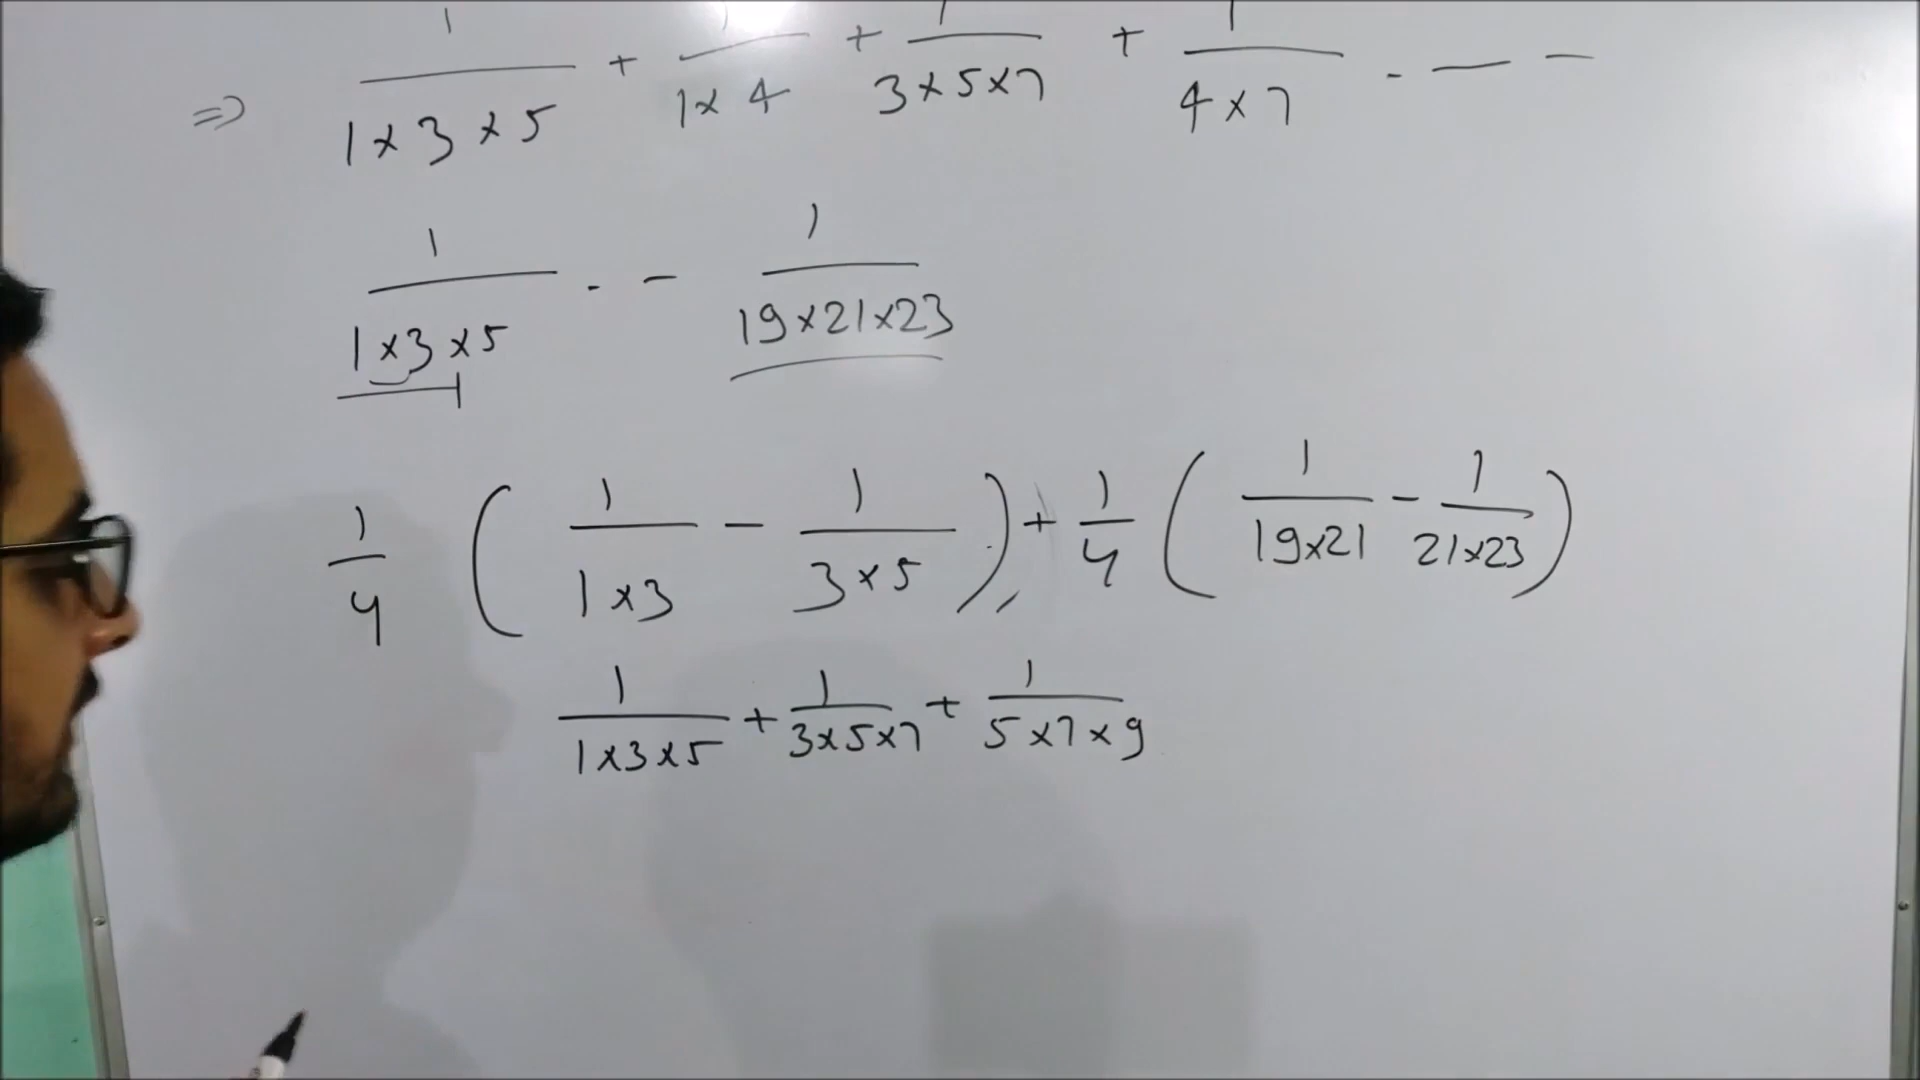 ⇒ 1/(1×3×5) + 1/(1×4) + 1/(3×5×7) + 1/(4×7) - — —
1/(1×3×5) . - 1/(19×21×23)
1/4 ( 1/(1×3) - 1/(3×5) ) + 1/4 ( 1/(19×21) - 1/(21×23) )
1/(1×3×5) + 1/(3×5×7) + 1/(5×7×9)